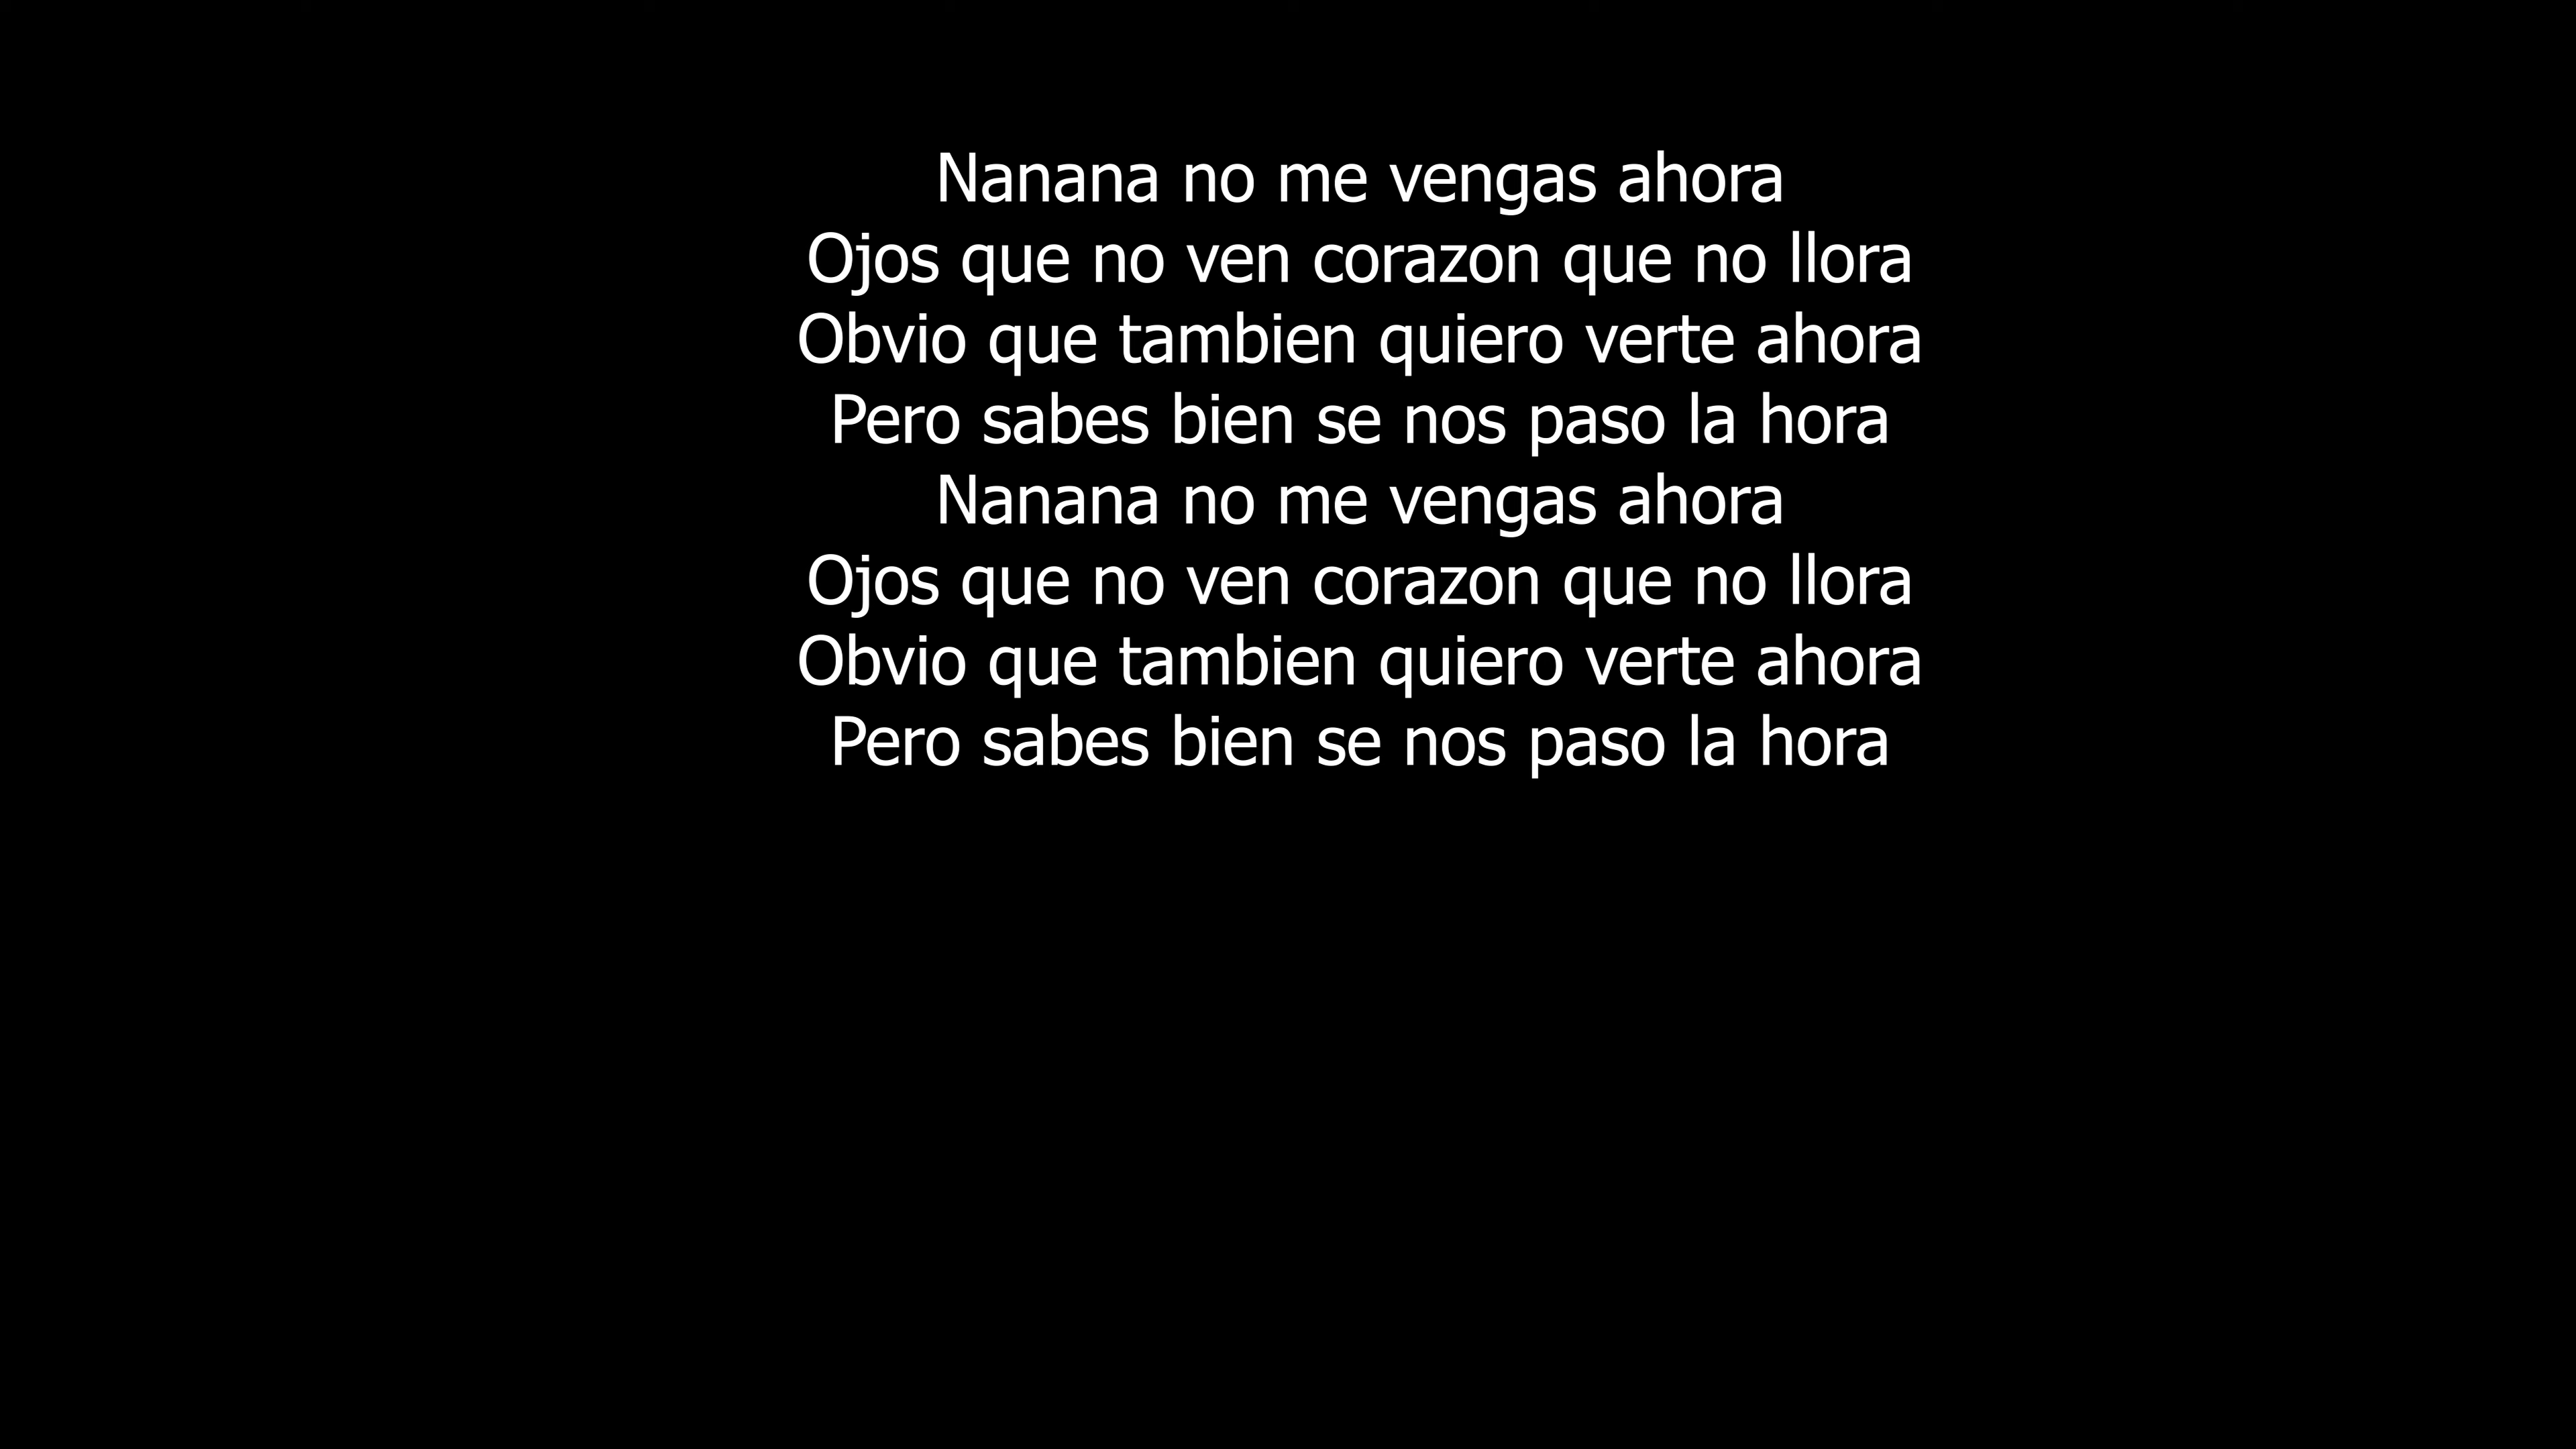 Nanana no me vengas ahora
Ojos que no ven corazon que no llora
Obvio que tambien quiero verte ahora
Pero sabes bien se nos paso la hora
Nanana no me vengas ahora
Ojos que no ven corazon que no llora
Obvio que tambien quiero verte ahora
Pero sabes bien se nos paso la hora